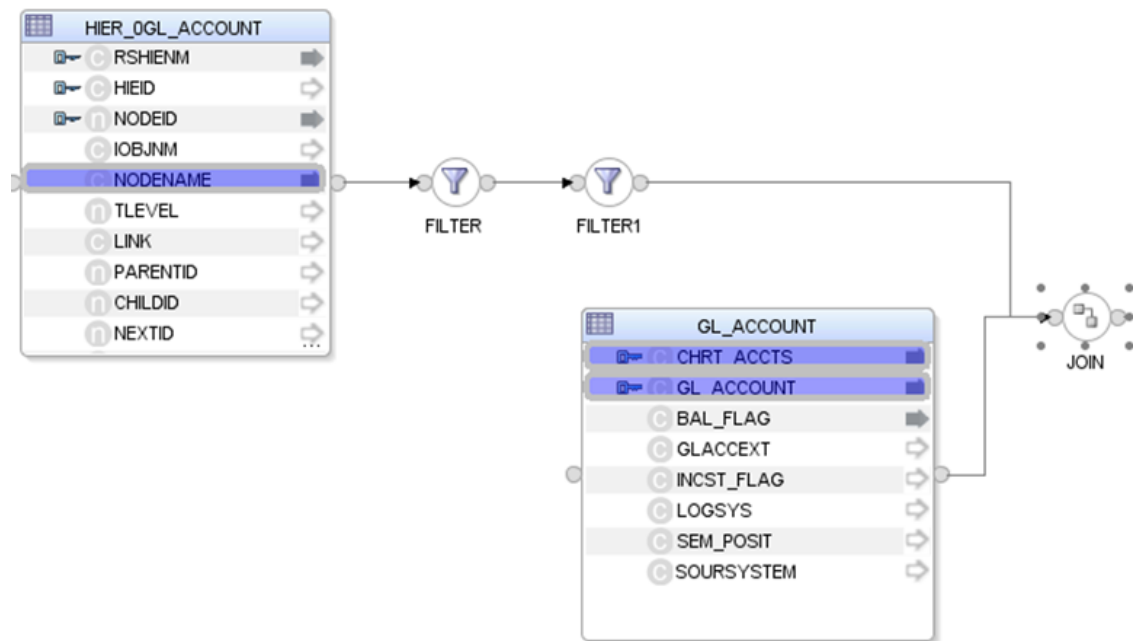 HIER_0GL_ACCOUNT
RSHIENM
HIEID
NODEID
IOBJNM
NODENAME
TLEVEL
LINK
PARENTID
CHILDID
NEXTID
FILTER
FILTER1
GL_ACCOUNT
CHRT_ACCTS
GL_ACCOUNT
BAL_FLAG
GLACCEXT
INCST_FLAG
LOGSYS
SEM_POSIT
SOURSYSTEM
JOIN